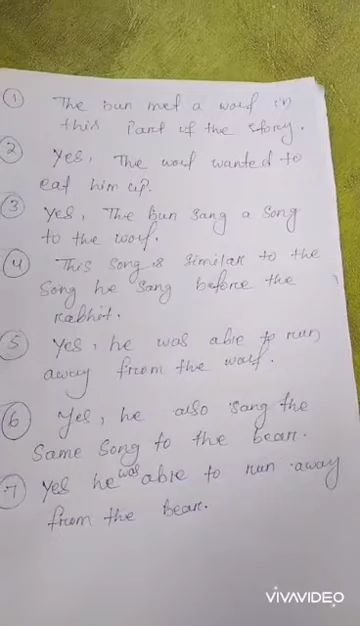 1 The bun met a wolf in
this part of the story.
2 Yes, The wolf wanted to
eat him up.
3 Yes, The Bun sang a song
to the wolf.
4 This song is similar to the
song he sang before the
Rabbit.
5 Yes, he was able to run
away from the wolf.
6 Yes, he also sang the
same song to the bear.
7 Yes he was able to run away
from the bear.
VIVAVIDEO